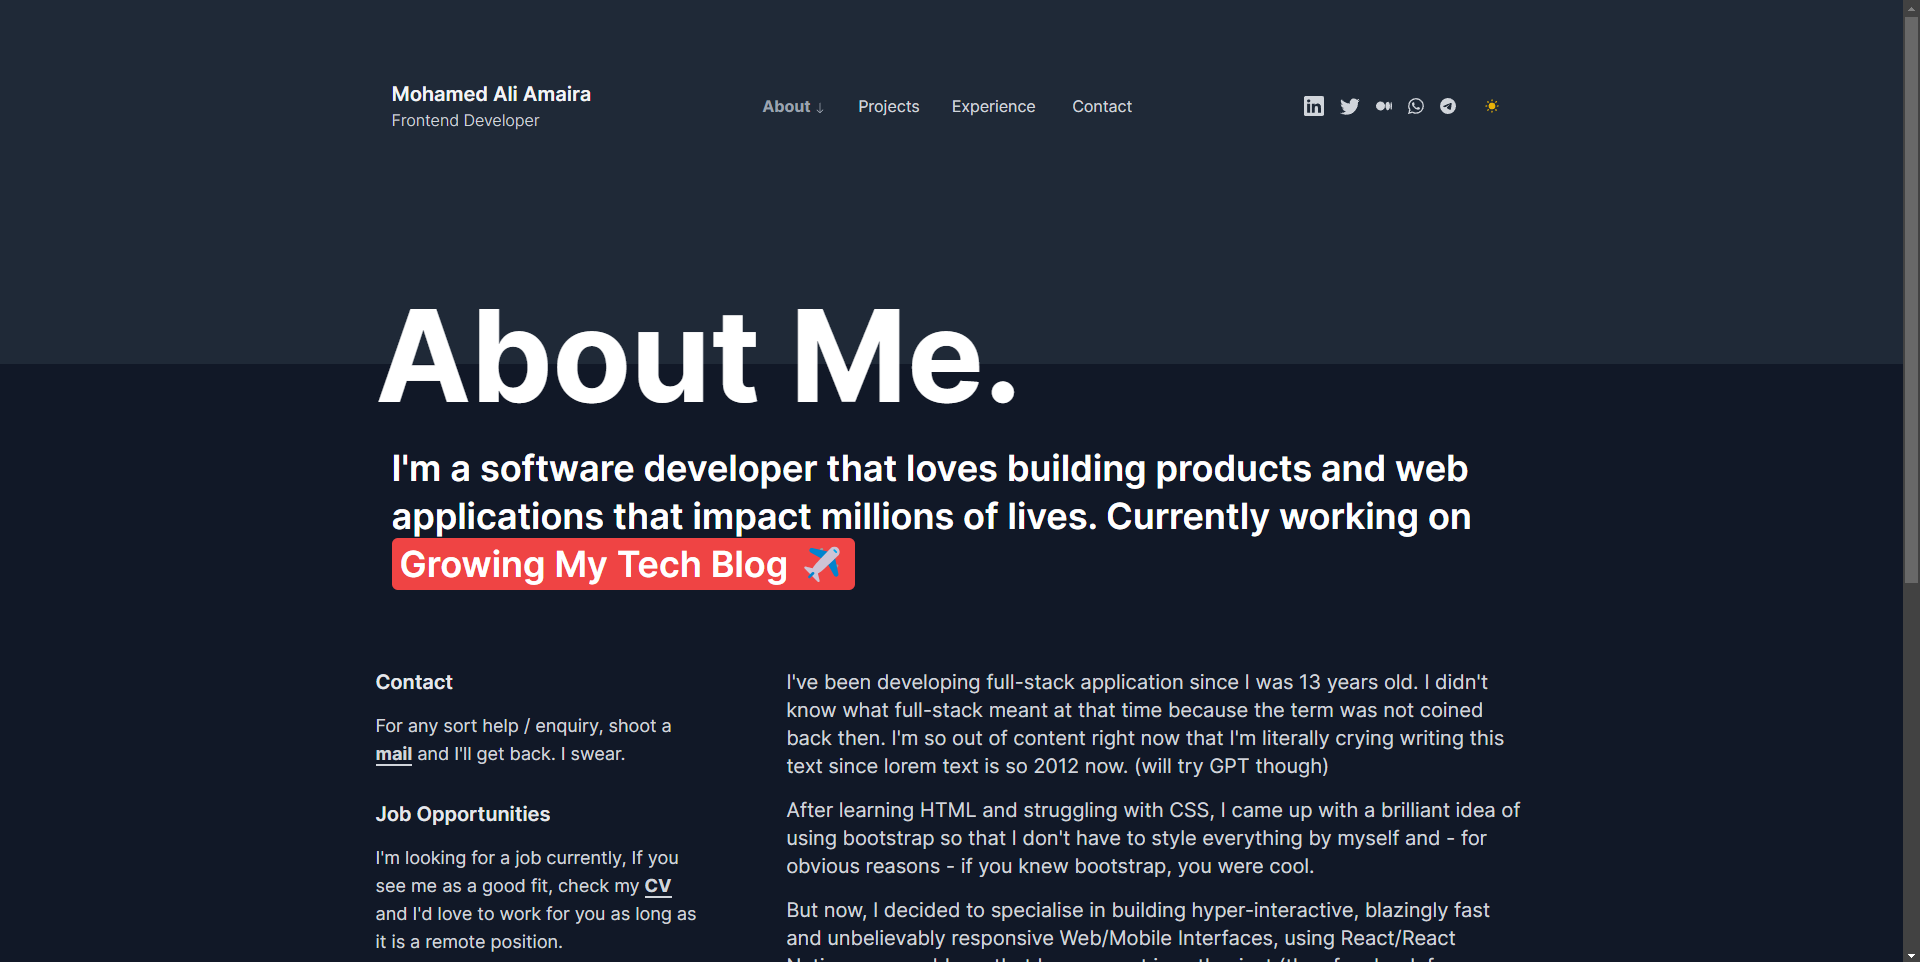 Mohamed Ali Amaira
Frontend Developer
About ↓
Projects
Experience
Contact
in
About Me.
I'm a software developer that loves building products and web
applications that impact millions of lives. Currently working on
Growing My Tech Blog ✈️
Contact
For any sort help / enquiry, shoot a
mail and I'll get back. I swear.
Job Opportunities
I'm looking for a job currently, If you
see me as a good fit, check my CV
and I'd love to work for you as long as
it is a remote position.
I've been developing full-stack application since I was 13 years old. I didn't
know what full-stack meant at that time because the term was not coined
back then. I'm so out of content right now that I'm literally crying writing this
text since lorem text is so 2012 now. (will try GPT though)
After learning HTML and struggling with CSS, I came up with a brilliant idea of
using bootstrap so that I don't have to style everything by myself and - for
obvious reasons - if you knew bootstrap, you were cool.
But now, I decided to specialise in building hyper-interactive, blazingly fast
and unbelievably responsive Web/Mobile Interfaces, using React/React